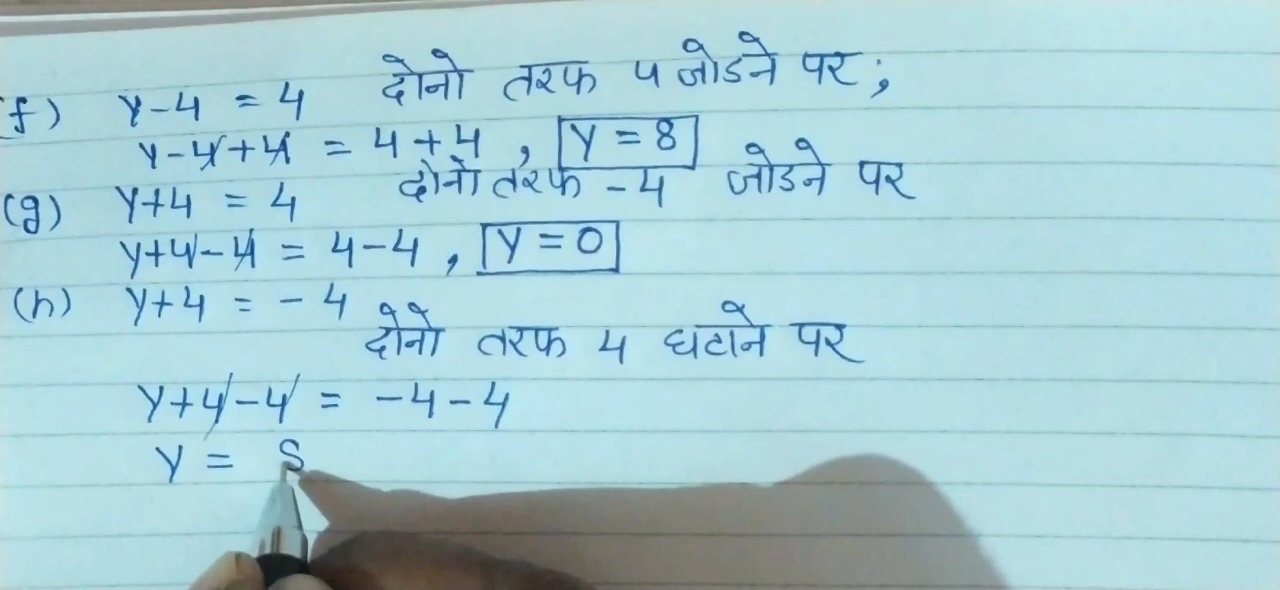 (f) y-4 = 4 दोनो तरफ 4 जोडने पर;
y-4+4 = 4+4, y = 8
(g) y+4 = 4 दोनो तरफ -4 जोडने पर
y+4-4 = 4-4, y = 0
(h) y+4 = -4
दोनो तरफ 4 घटाने पर
y+4-4 = -4-4
y =